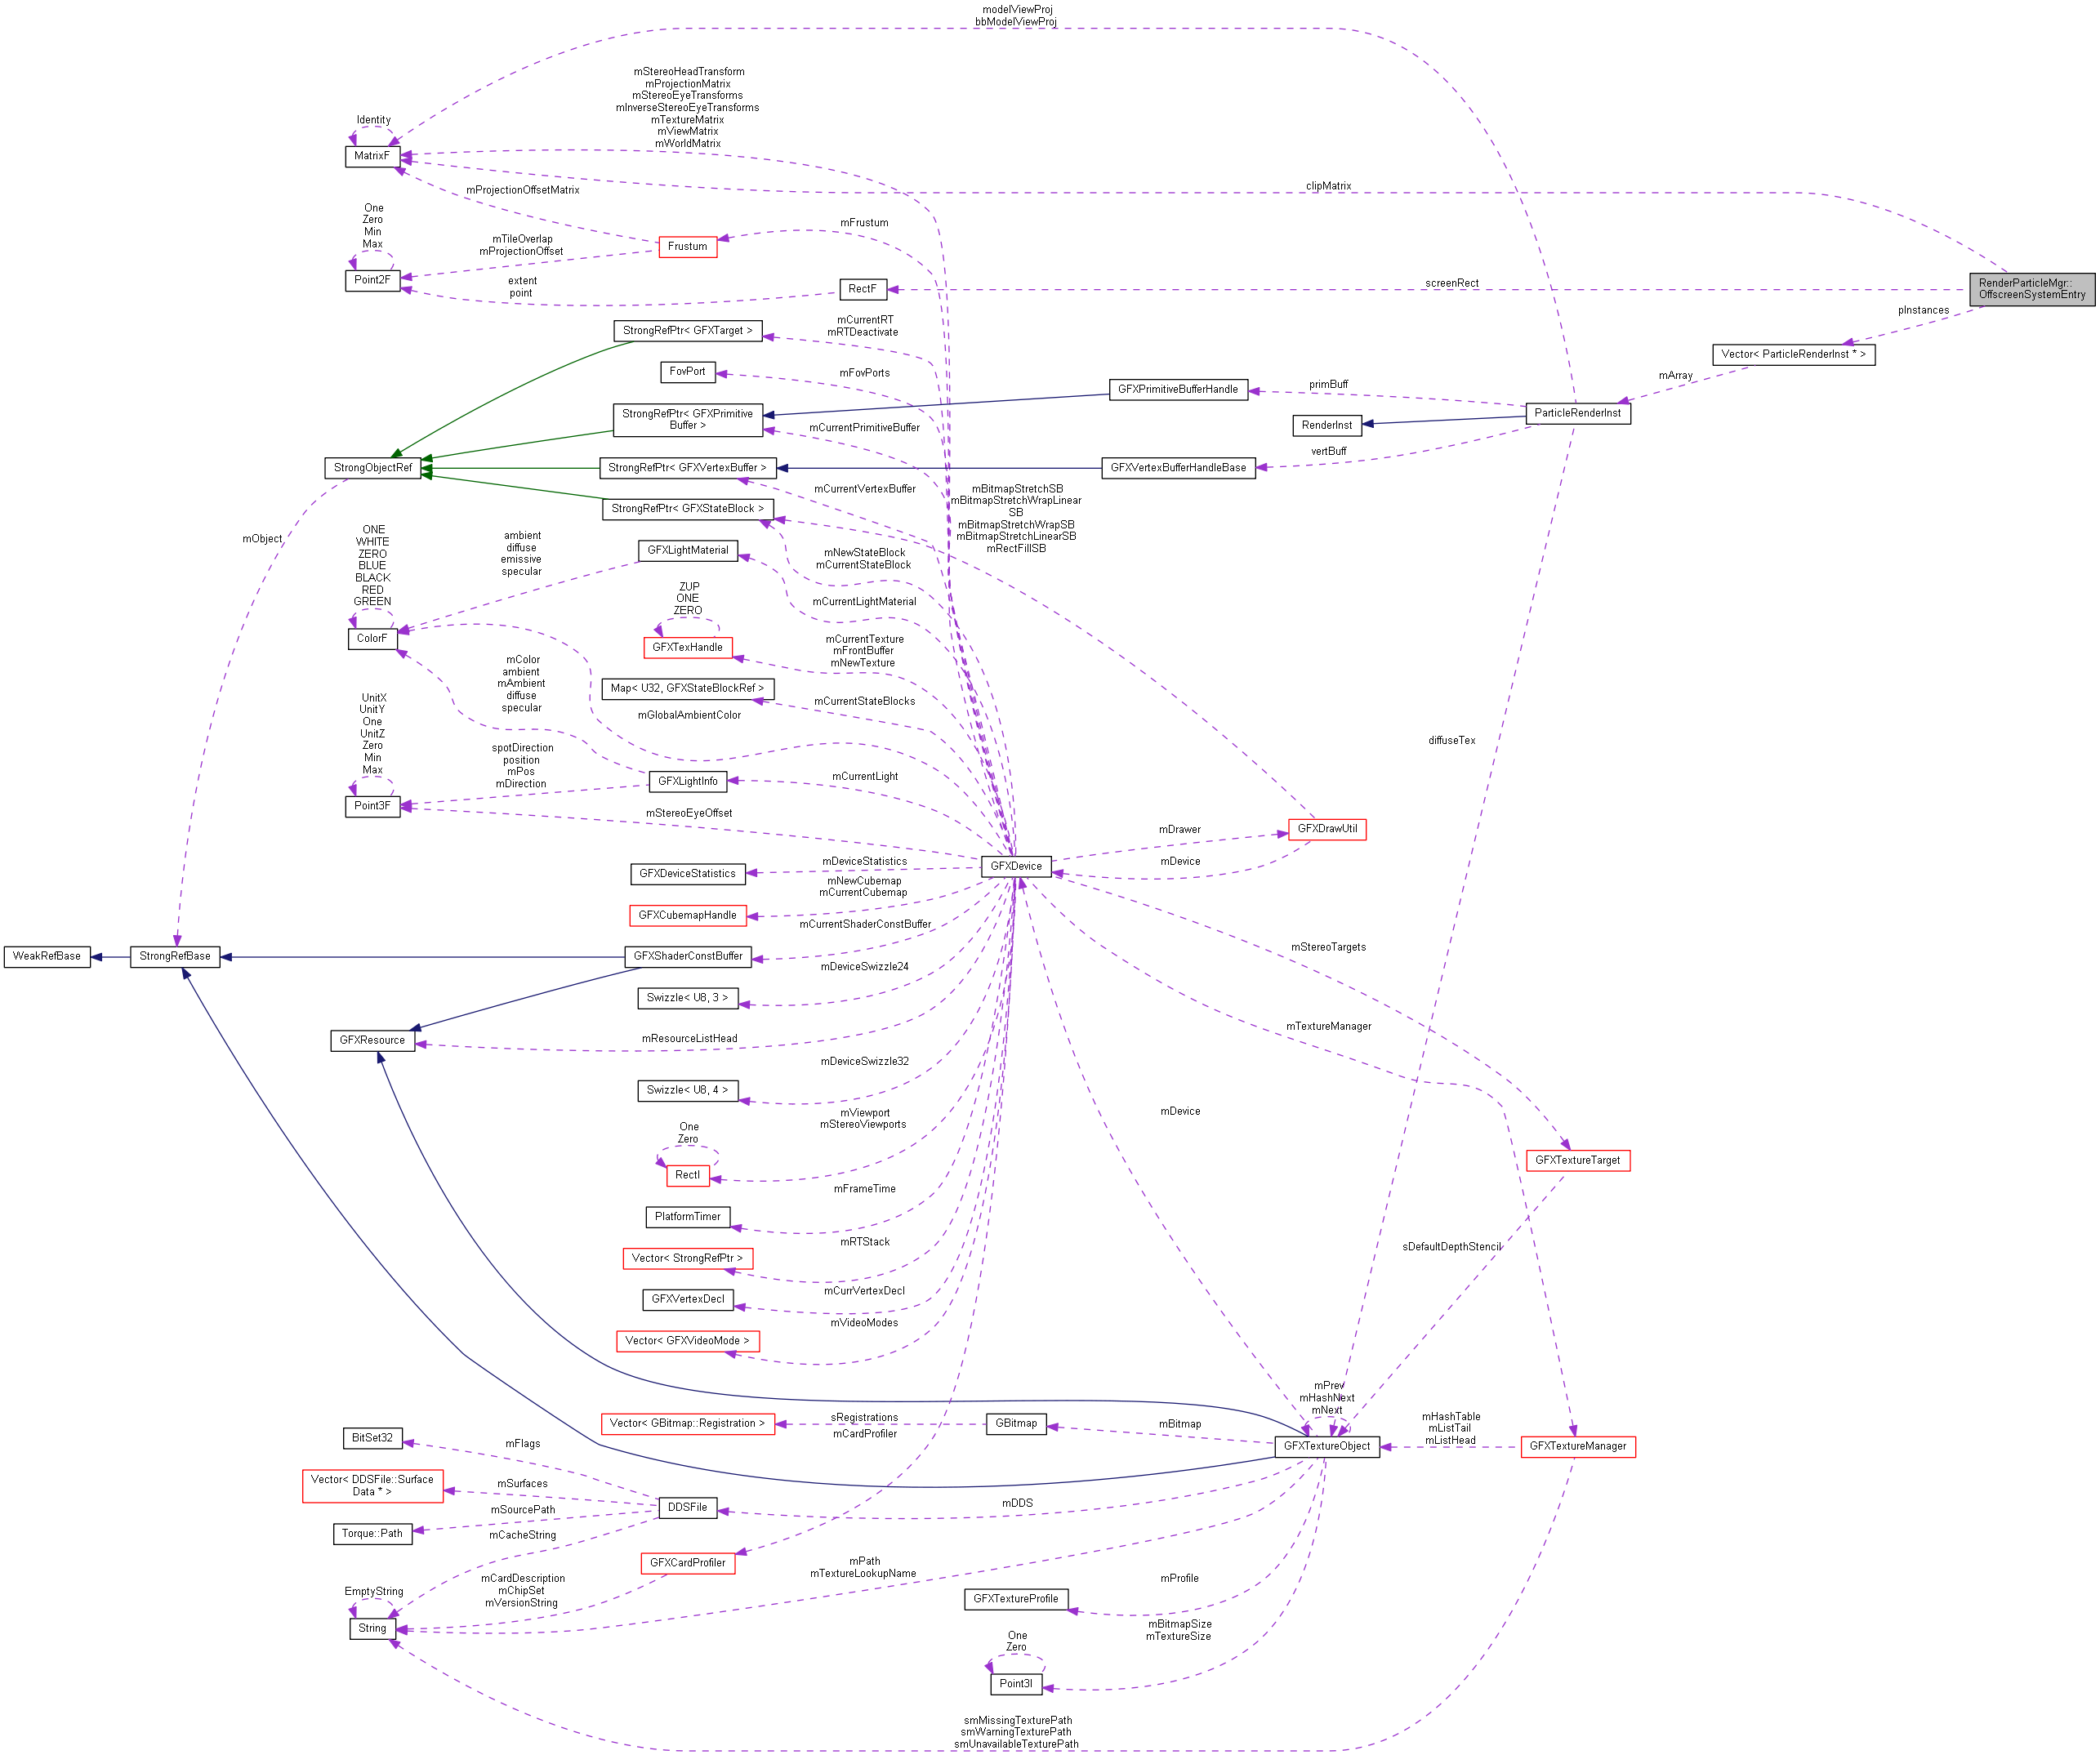 modelViewProj
bbModelViewProj
mStereoHeadTransform
mProjectionMatrix
mStereoEyeTransforms
mInverseStereoEyeTransforms
mTextureMatrix
mViewMatrix
mWorldMatrix
Identity
MatrixF
clipMatrix
mProjectionOffsetMatrix
One
Zero
Min
Max
mTileOverlap
mProjectionOffset
Frustum
mFrustum
Point2F
extent
point
RectF
screenRect
RenderParticleMgr::
OffscreenSystemEntry
pInstances
StrongRefPtr< GFXTarget >
mCurrentRT
mRTDeactivate
Vector< ParticleRenderInst * >
FovPort
mFovPorts
mArray
GFXPrimitiveBufferHandle
primBuff
StrongRefPtr< GFXPrimitive
Buffer >
mCurrentPrimitiveBuffer
RenderInst
ParticleRenderInst
vertBuff
StrongObjectRef
StrongRefPtr< GFXVertexBuffer >
GFXVertexBufferHandleBase
mCurrentVertexBuffer
mBitmapStretchSB
mBitmapStretchWrapLinear
SB
mBitmapStretchWrapSB
mBitmapStretchLinearSB
mRectFillSB
StrongRefPtr< GFXStateBlock >
mObject
ONE
WHITE
ZERO
BLUE
BLACK
RED
GREEN
ColorF
ambient
diffuse
emissive
specular
GFXLightMaterial
mNewStateBlock
mCurrentStateBlock
mCurrentLightMaterial
ZUP
ONE
ZERO
GFXTexHandle
mCurrentTexture
mFrontBuffer
mNewTexture
mColor
ambient
mAmbient
diffuse
specular
Map< U32, GFXStateBlockRef >
mCurrentStateBlocks
mGlobalAmbientColor
diffuseTex
UnitX
UnitY
One
UnitZ
Zero
Min
Max
Point3F
spotDirection
position
mPos
mDirection
GFXLightInfo
mCurrentLight
mStereoEyeOffset
mDrawer
GFXDrawUtil
mDevice
GFXDevice
GFXDeviceStatistics
mDeviceStatistics
GFXCubemapHandle
mNewCubemap
mCurrentCubemap
mCurrentShaderConstBuffer
mStereoTargets
WeakRefBase
StrongRefBase
GFXShaderConstBuffer
mDeviceSwizzle24
Swizzle< U8, 3 >
GFXResource
mResourceListHead
mTextureManager
mDeviceSwizzle32
Swizzle< U8, 4 >
mViewport
mStereoViewports
mDevice
One
Zero
RectI
GFXTextureTarget
mFrameTime
PlatformTimer
mRTStack
sDefaultDepthStencil
Vector< StrongRefPtr >
mCurrVertexDecl
GFXVertexDecl
mVideoModes
Vector< GFXVideoMode >
mPrev
mHashNext
mNext
Vector< GBitmap::Registration >
sRegistrations
mCardProfiler
GBitmap
mBitmap
GFXTextureObject
mHashTable
mListTail
mListHead
GFXTextureManager
BitSet32
mFlags
Vector< DDSFile::Surface
Data * >
mSurfaces
DDSFile
mDDS
mSourcePath
Torque::Path
mCacheString
GFXCardProfiler
mPath
mTextureLookupName
mCardDescription
mChipSet
mVersionString
EmptyString
String
mProfile
GFXTextureProfile
mBitmapSize
mTextureSize
One
Zero
Point3I
smMissingTexturePath
smWarningTexturePath
smUnavailableTexturePath